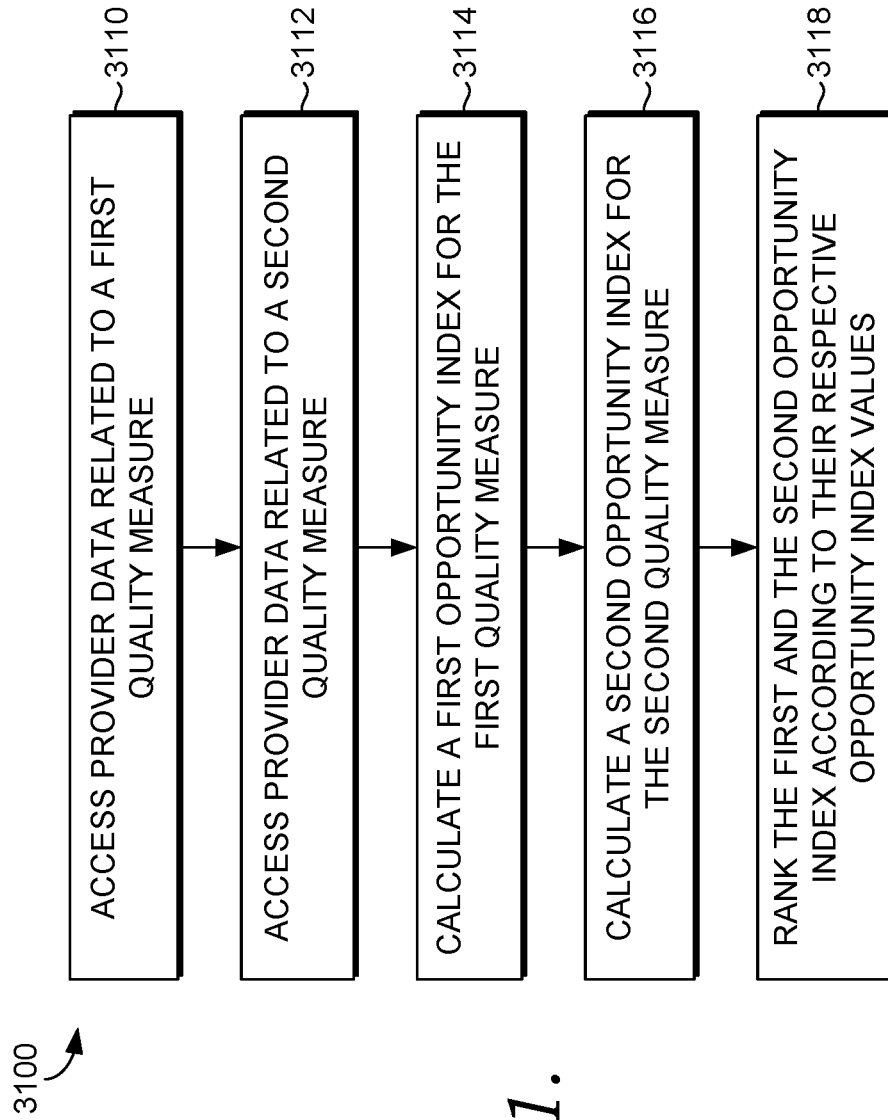 3100
ACCESS PROVIDER DATA RELATED TO A FIRST
QUALITY MEASURE
3110
ACCESS PROVIDER DATA RELATED TO A SECOND
QUALITY MEASURE
3112
CALCULATE A FIRST OPPORTUNITY INDEX FOR THE
FIRST QUALITY MEASURE
3114
CALCULATE A SECOND OPPORTUNITY INDEX FOR
THE SECOND QUALITY MEASURE
3116
RANK THE FIRST AND THE SECOND OPPORTUNITY
INDEX ACCORDING TO THEIR RESPECTIVE
OPPORTUNITY INDEX VALUES
3118
1.